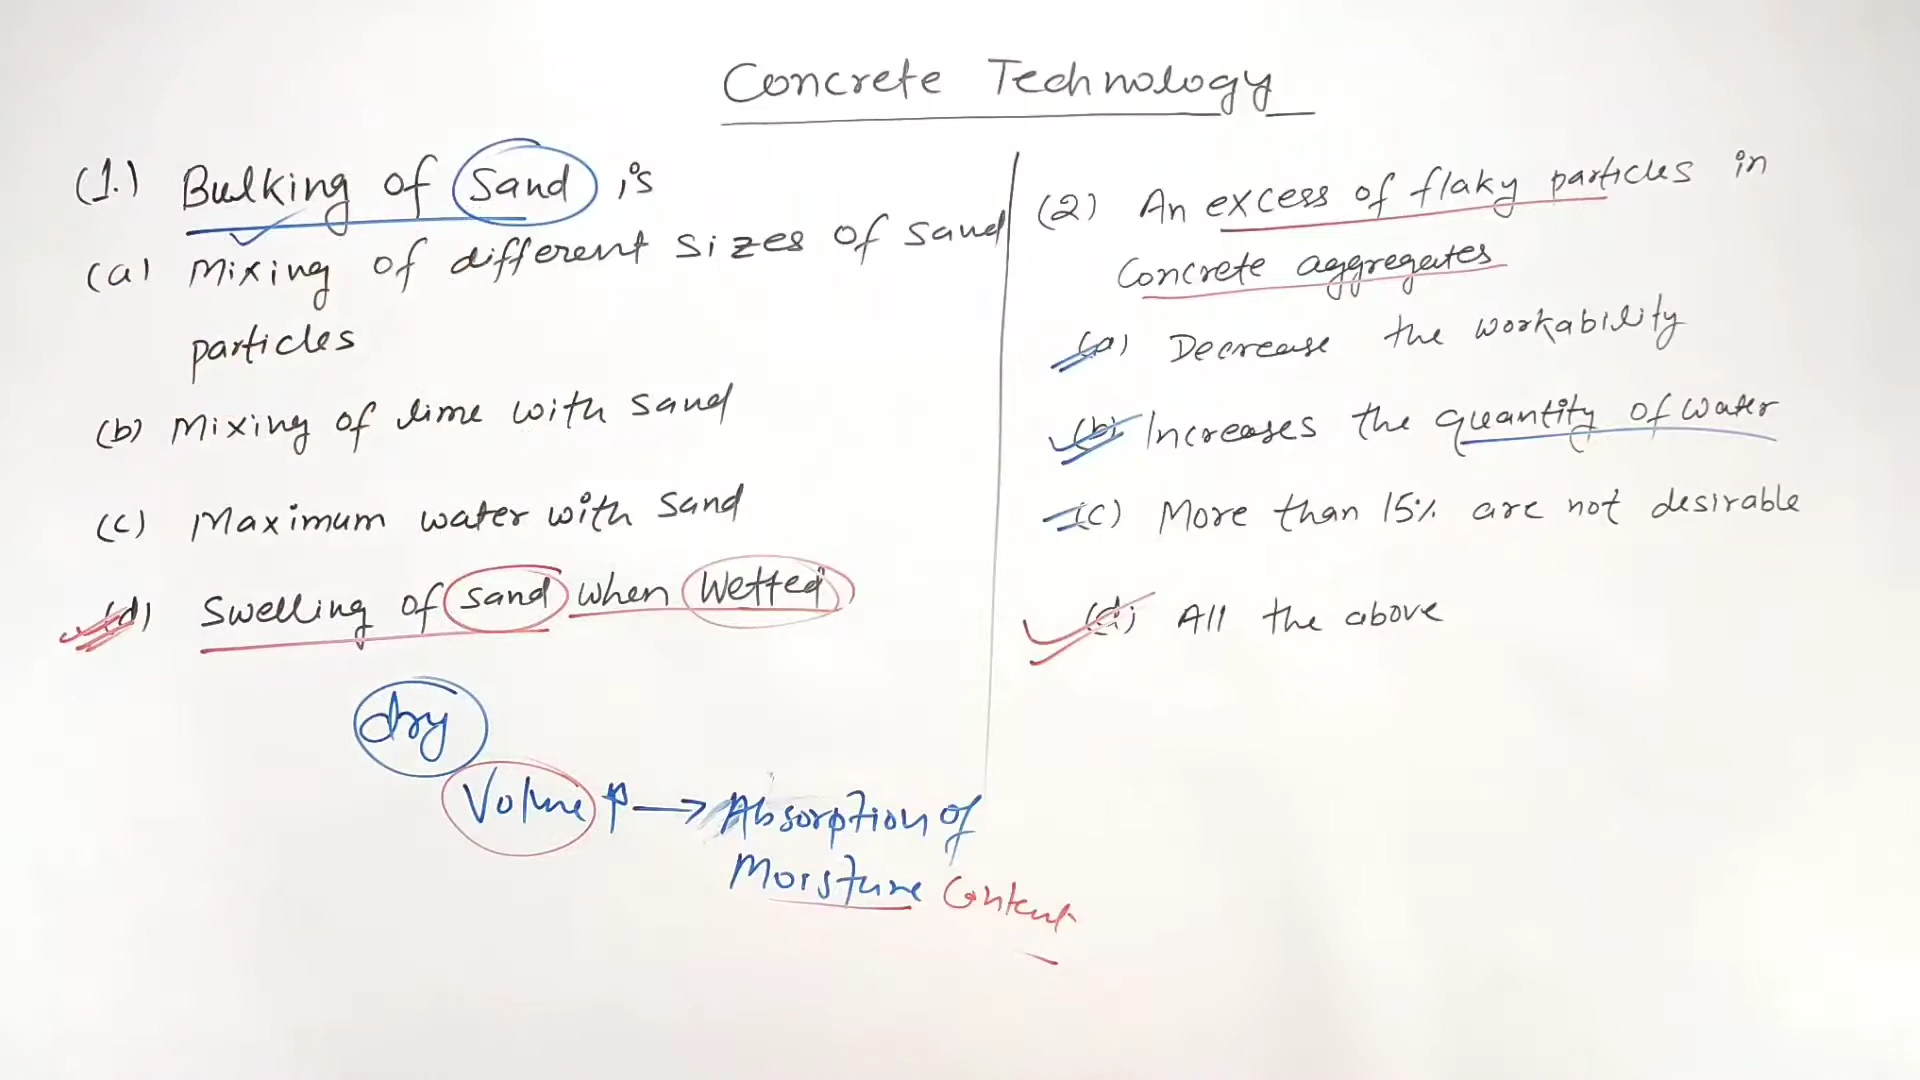 Concrete Technology
(1.) Bulking of Sand is
(a) Mixing of different sizes of sand
particles
(b) Mixing of lime with sand
(c) Maximum water with sand
(d) Swelling of sand when Wetted
dry
Volume ↑ → Absorption of
Moisture Content
(2) An excess of flaky particles in
Concrete aggregates
(a) Decrease the workability
(b) Increases the quantity of water
(c) More than 15% are not desirable
(d) All the above